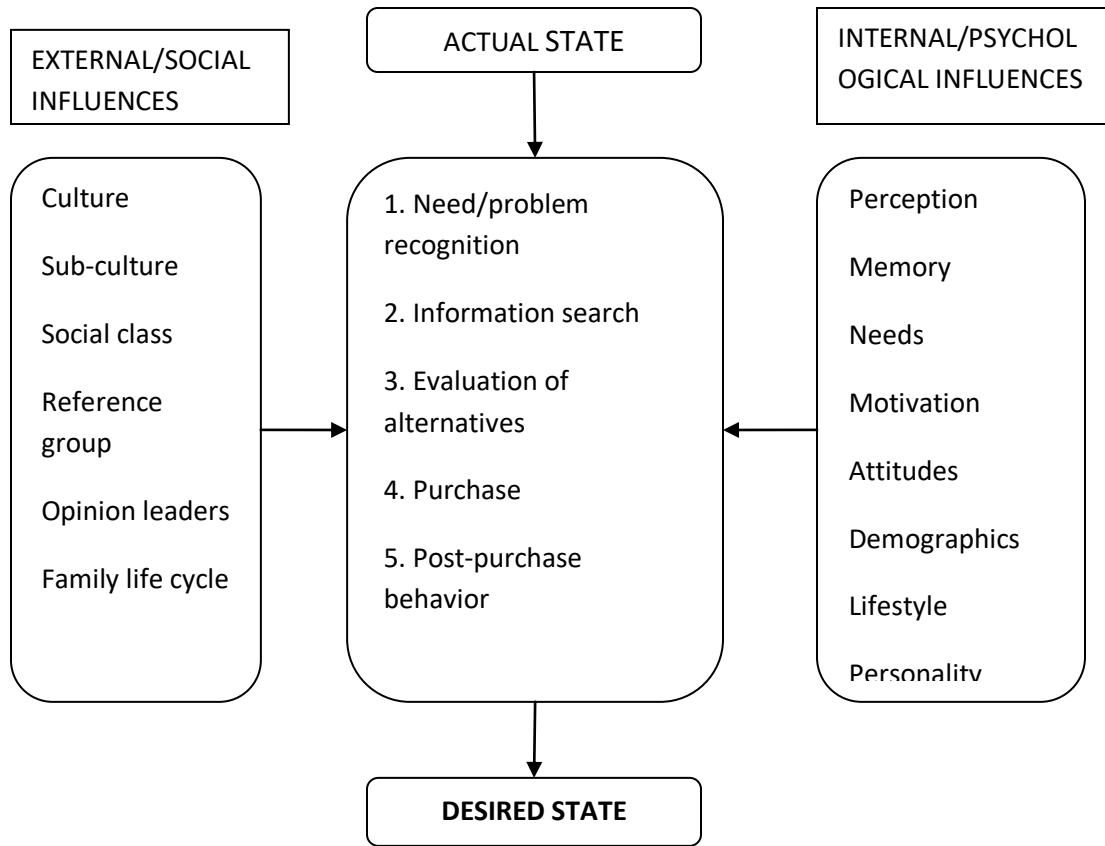 EXTERNAL/SOCIAL
INFLUENCES
ACTUAL STATE
INTERNAL/PSYCHOL
OGICAL INFLUENCES
Culture
Sub-culture
Social class
Reference
group
Opinion leaders
Family life cycle
1. Need/problem
recognition
2. Information search
3. Evaluation of
alternatives
4. Purchase
5. Post-purchase
behavior
Perception
Memory
Needs
Motivation
Attitudes
Demographics
Lifestyle
Personality
DESIRED STATE